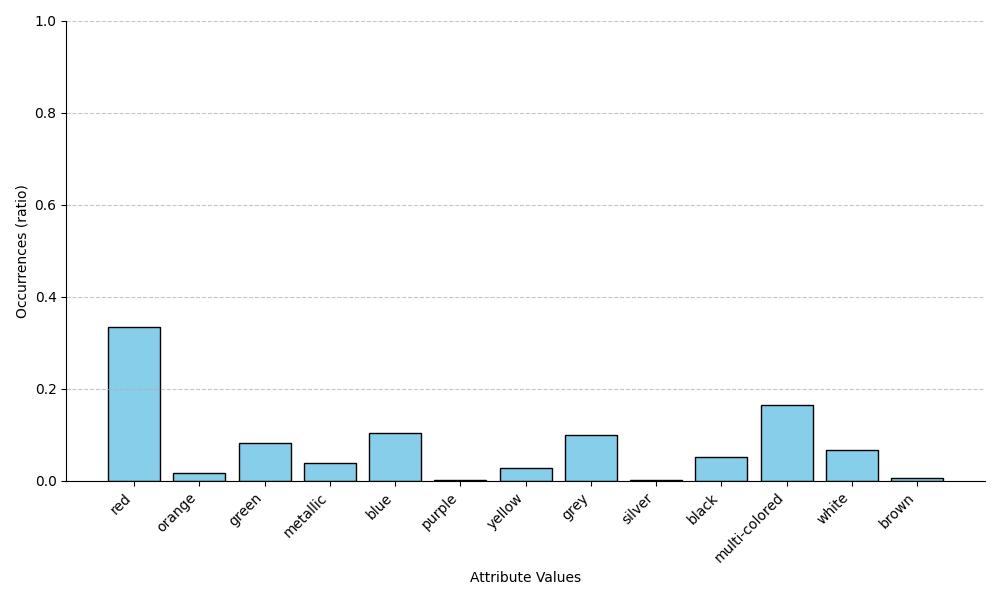 1.0
0.8
0.6
0.4
0.2
0.0
Occurrences (ratio)
red
orange
green
metallic
blue
purple
yellow
grey
silver
black
multi-colored
white
brown
Attribute Values